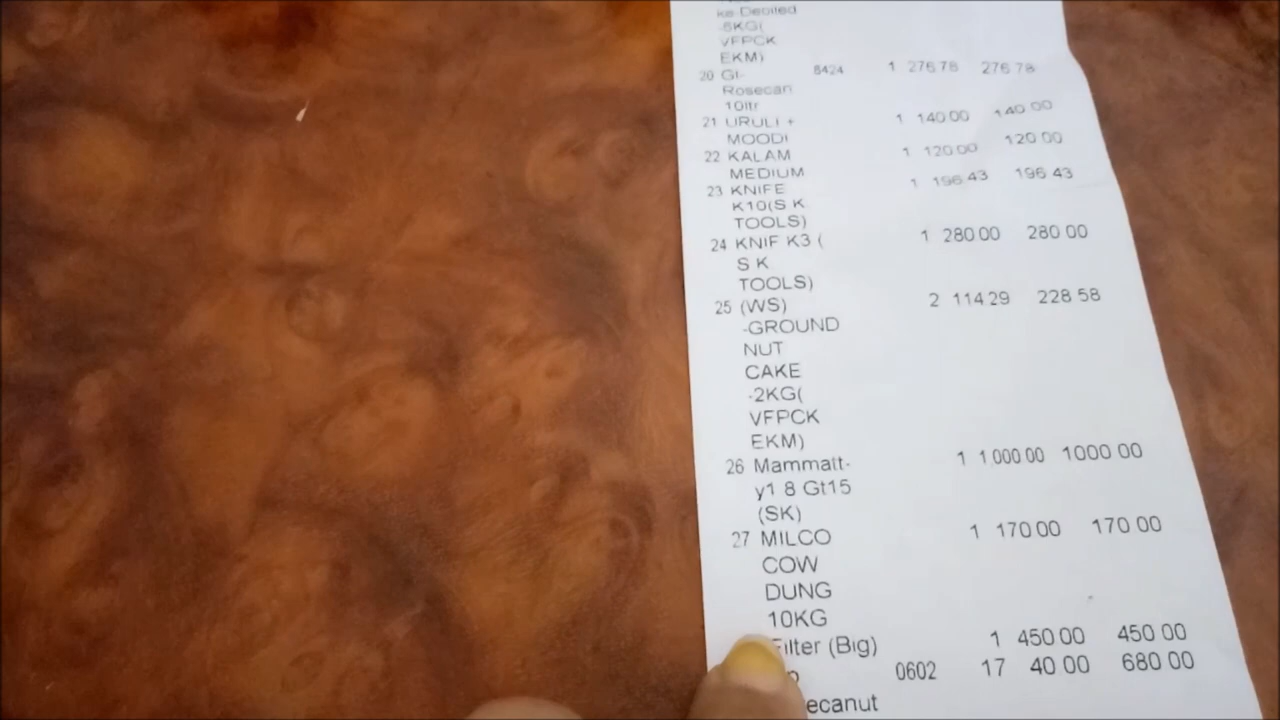 ke-Deoiled
-5KG(
VFPCK
EKM)
20 GI- 8424 1 276 78 276 78
Rosecan
10ltr
21 URULI + 1 140 00 140 00
MOODI
22 KALAM 1 120 00 120 00
MEDIUM
23 KNIFE 1 196 43 196 43
K10(S K
TOOLS)
24 KNIF K3 ( 1 280 00 280 00
S K
TOOLS)
25 (WS) 2 114 29 228 58
-GROUND
NUT
CAKE
-2KG(
VFPCK
EKM)
26 Mammatt- 1 1 000 00 1000 00
y1 8 Gt15
(SK)
27 MILCO 1 170 00 170 00
COW
DUNG
10KG
Filter (Big) 1 450 00 450 00
0602 17 40 00 680 00
ecanut